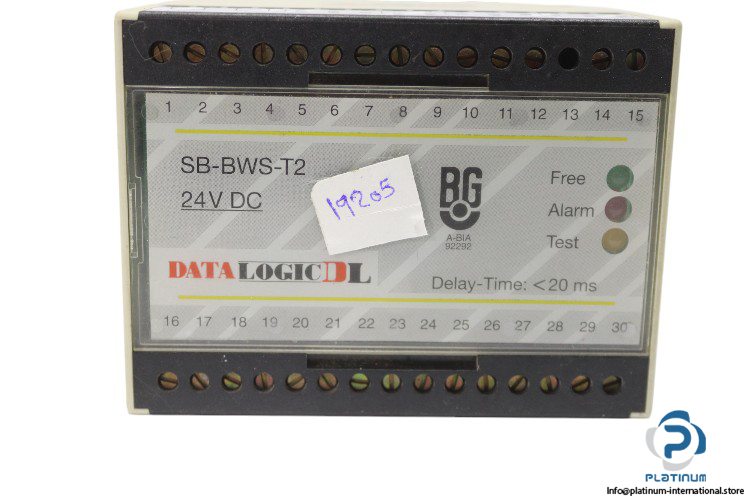 1 2 3 4 5 6 7 8 9 10 11 12 13 14 15
SB-BWS-T2
24V DC
19205
BG
A-BIA
92292
Free
Alarm
Test
DATALOGIC DL
Delay-Time: <20 ms
16 17 18 19 20 21 22 23 24 25 26 27 28 29 30
PLATINUM
Info@platinum-international.store